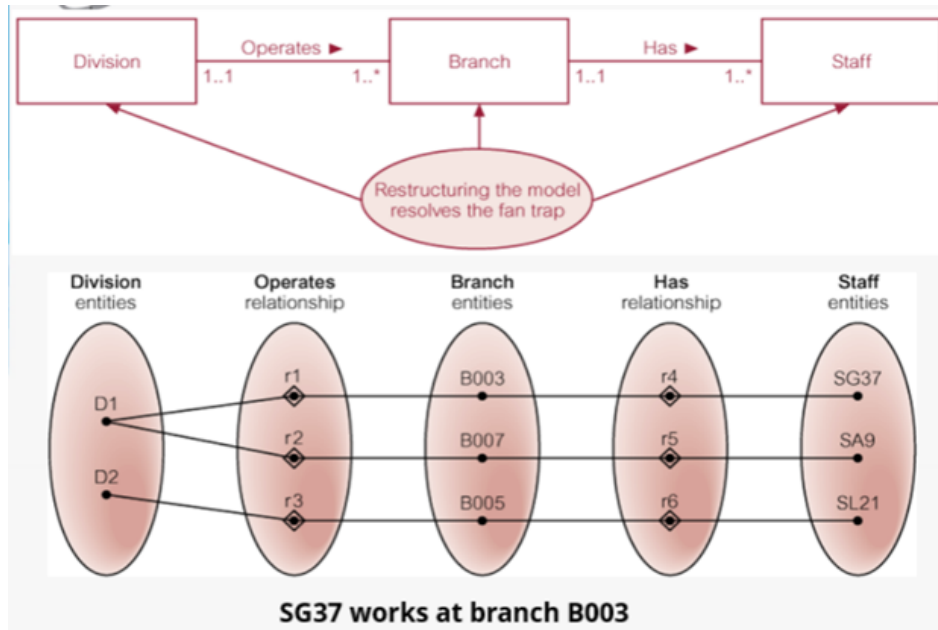 Division
Operates ►
1..1
1..*
Branch
Has ►
1..1
1..*
Staff
Restructuring the model
resolves the fan trap
Division
entities
Operates
relationship
Branch
entities
Has
relationship
Staff
entities
D1
D2
r1
r2
r3
B003
B007
B005
r4
r5
r6
SG37
SA9
SL21
SG37 works at branch B003